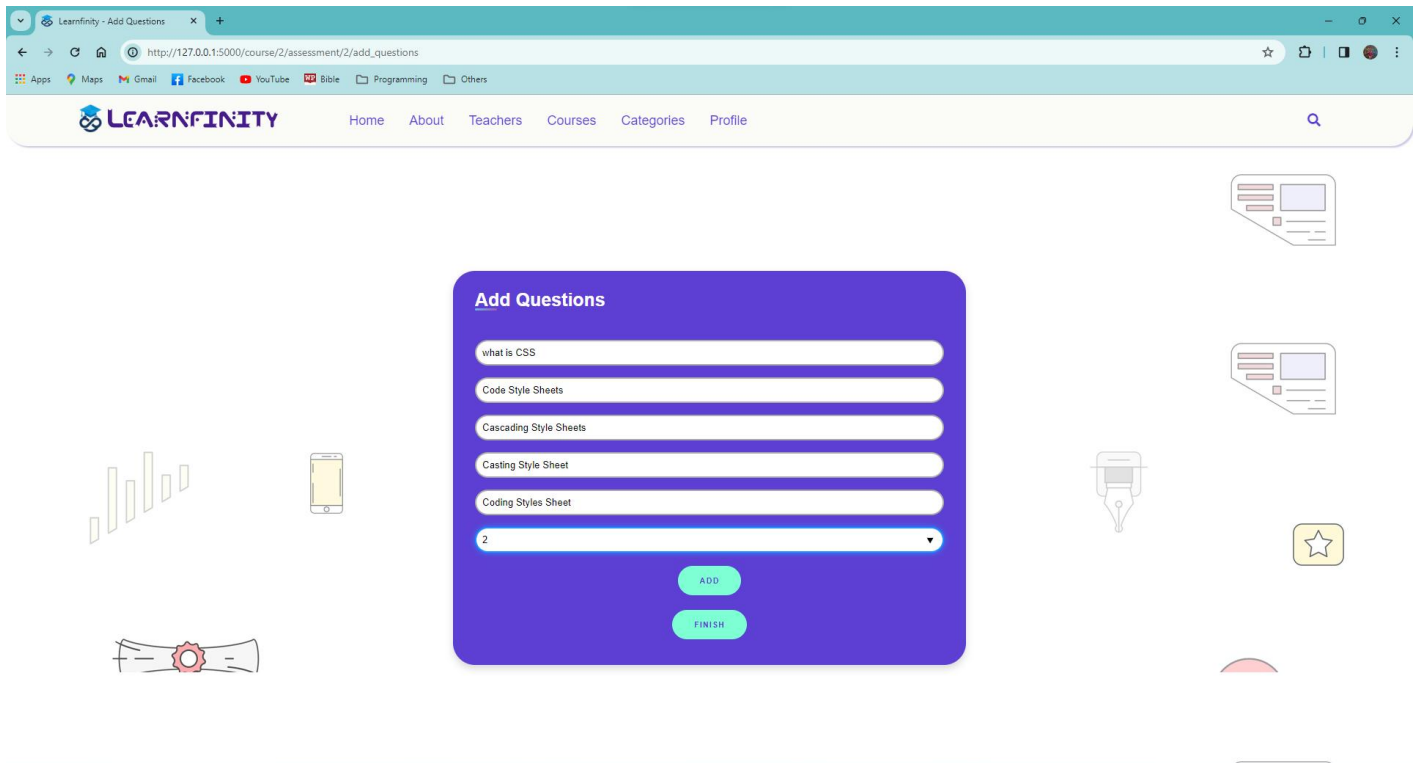 Learnfinity - Add Questions
http://127.0.0.1:5000/course/2/assessment/2/add_questions
Apps Maps Gmail Facebook YouTube Bible Programming Others
LEARNFINITY Home About Teachers Courses Categories Profile
Add Questions
what is CSS
Code Style Sheets
Cascading Style Sheets
Casting Style Sheet
Coding Styles Sheet
2
ADD
FINISH